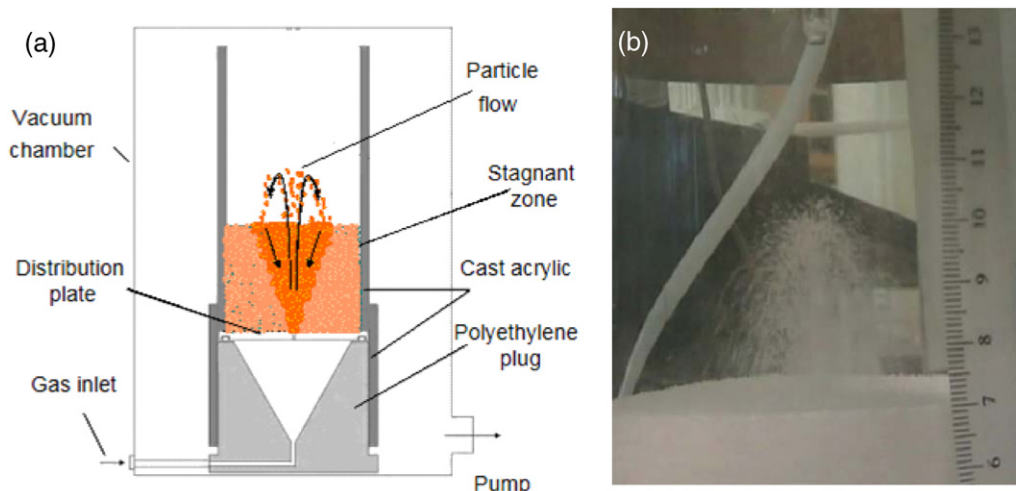 (a)
Particle
flow
Vacuum
chamber
Stagnant
zone
Distribution
plate
Cast acrylic
Polyethylene
plug
Gas inlet
Pump
(b)
13
12
11
10
9
8
7
6